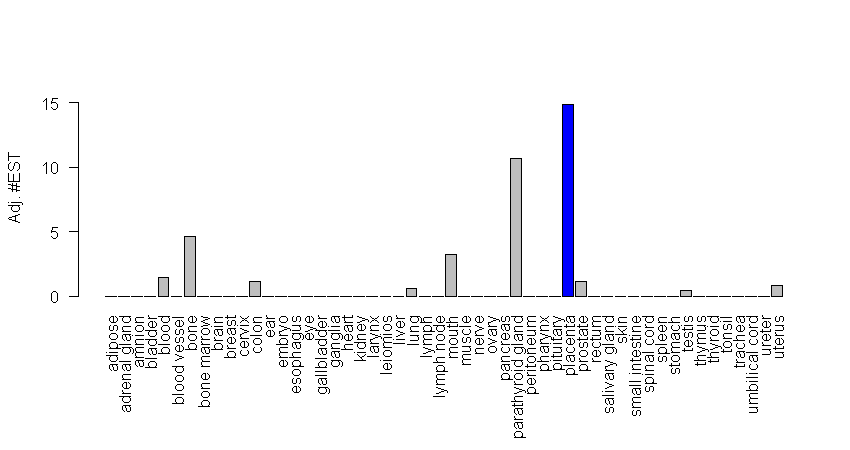 Adj. #EST
15
10
5
0
adipose
adrenal gland
amnion
bladder
blood
blood vessel
bone
bone marrow
brain
breast
cervix
colon
ear
embryo
esophagus
eye
gallbladder
ganglia
heart
kidney
larynx
leiomios
liver
lung
lymph
lymph node
mouth
muscle
nerve
ovary
pancreas
parathyroid gland
peritoneum
pharynx
pituitary
placenta
prostate
rectum
salivary gland
skin
small intestine
spinal cord
spleen
stomach
testis
thymus
thyroid
tonsil
trachea
umbilical cord
ureter
uterus